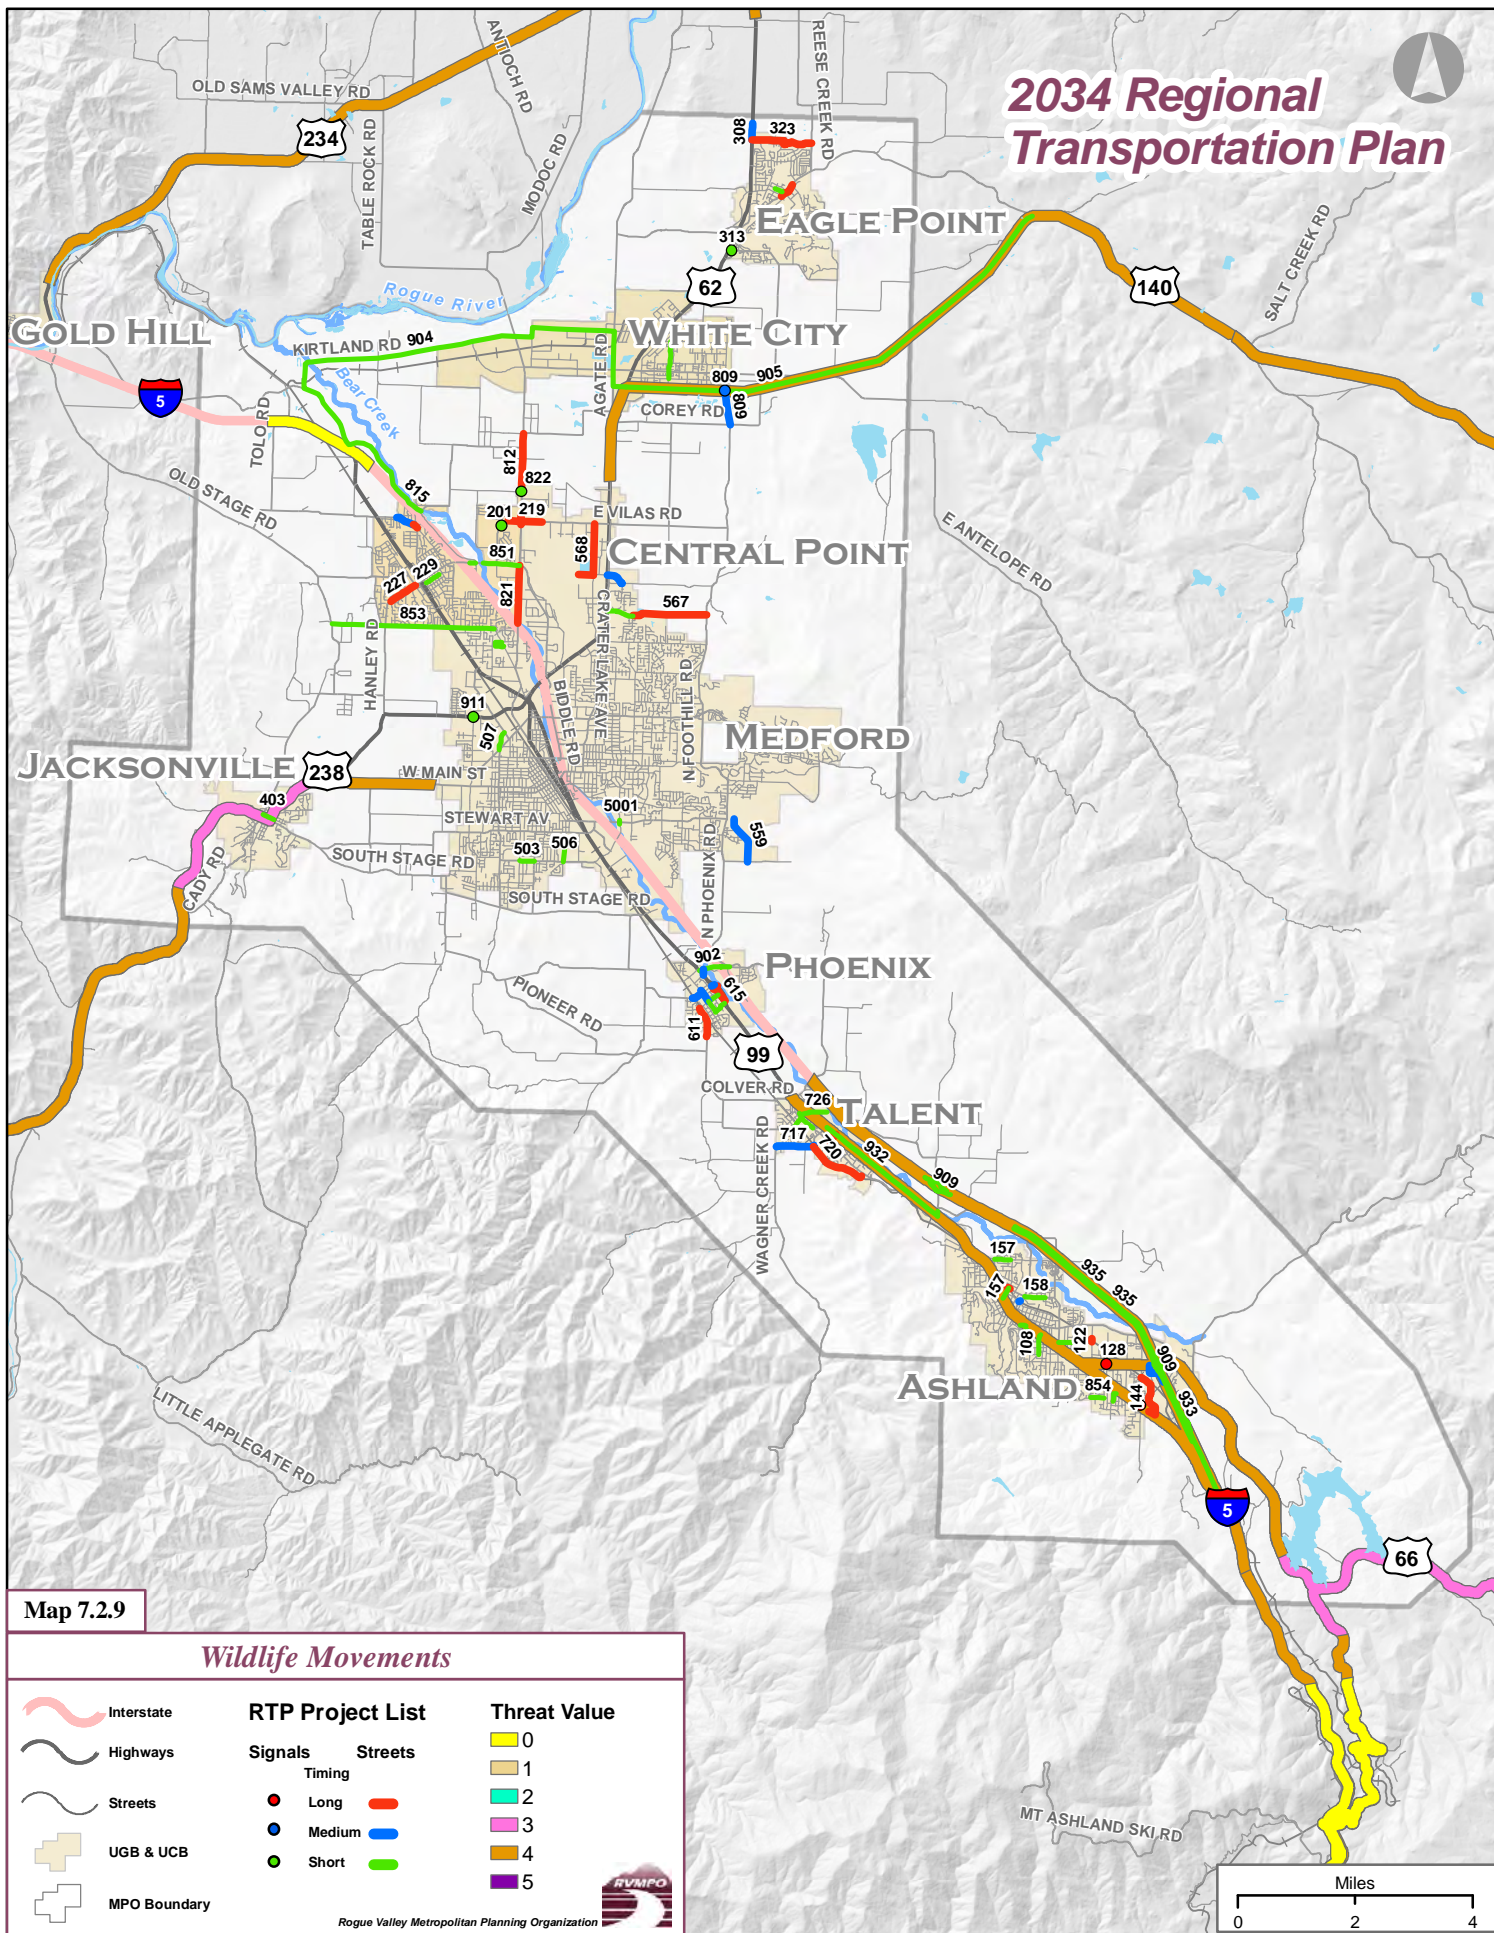 2034 Regional
Transportation Plan
OLD SAMS VALLEY RD
ANTIOCH RD
REESE CREEK RD
234
TABLE ROCK RD
MODOC RD
308
323
EAGLE POINT
313
62
SALT CREEK RD
140
Rogue River
GOLD HILL
KIRTLAND RD
904
WHITE CITY
AGATE RD
809
905
809
COREY RD
5
Bear Creek
TOLO RD
OLD STAGE RD
812
822
815
201
219
E VILAS RD
568
CENTRAL POINT
E ANTELOPE RD
851
227
229
821
853
567
HANLEY RD
CRATER LAKE AVE
BIDDLE RD
N FOOTHILL RD
911
507
MEDFORD
JACKSONVILLE
238
W MAIN ST
403
STEWART AV
5001
559
503
506
SOUTH STAGE RD
CADY RD
SOUTH STAGE RD
N PHOENIX RD
902
PHOENIX
615
PIONEER RD
611
99
COLVER RD
726
TALENT
717
720
932
WAGNER CREEK RD
909
157
935
935
157
158
108
122
128
909
ASHLAND
854
144
933
LITTLE APPLEGATE RD
5
66
MT ASHLAND SKI RD
Map 7.2.9
Wildlife Movements
Interstate
Highways
Streets
UGB & UCB
MPO Boundary
RTP Project List
Signals
Streets
Timing
Long
Medium
Short
Threat Value
0
1
2
3
4
5
RVMPO
Rogue Valley Metropolitan Planning Organization
Miles
0
2
4